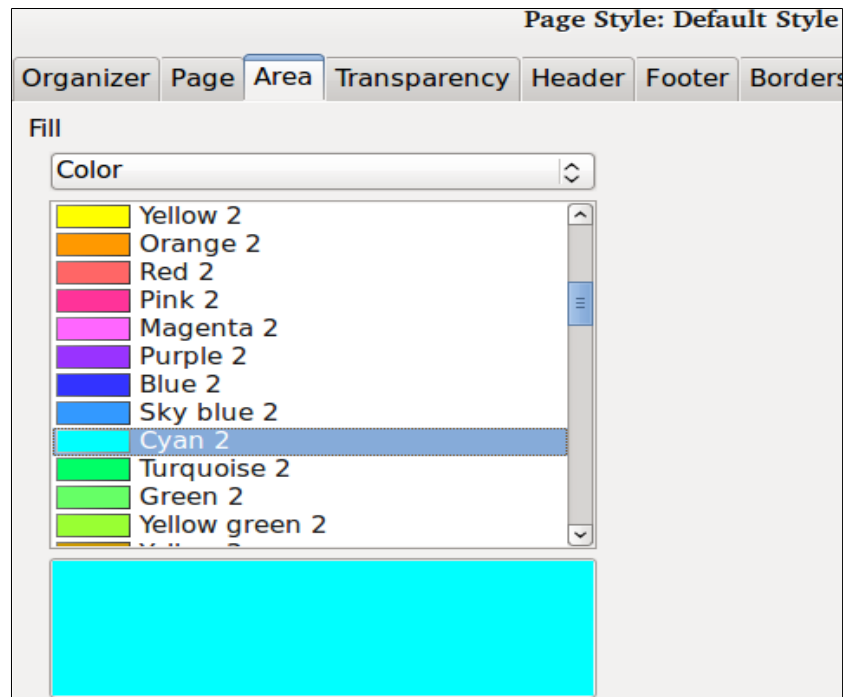 Page Style: Default Style
Organizer Page Area Transparency Header Footer Borders
Fill
Color
Yellow 2
Orange 2
Red 2
Pink 2
Magenta 2
Purple 2
Blue 2
Sky blue 2
Cyan 2
Turquoise 2
Green 2
Yellow green 2